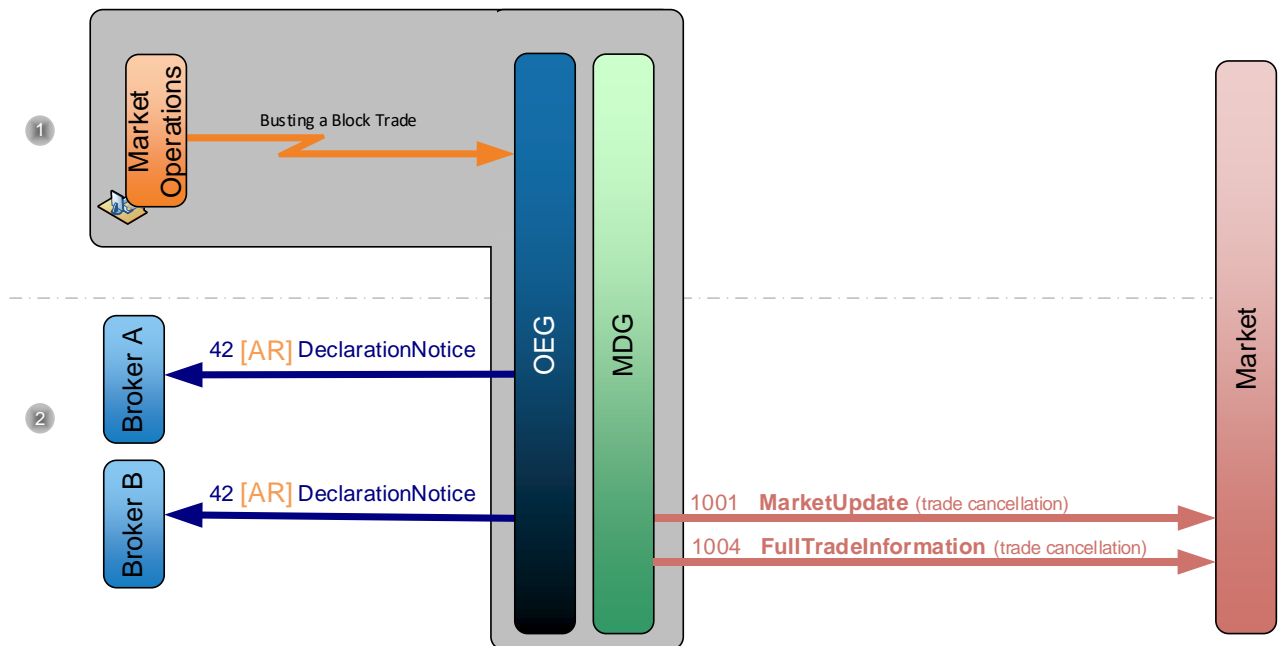 1
Market
Operations
Busting a Block Trade
OEG
MDG
Market
2
Broker A
42 [AR] DeclarationNotice
Broker B
42 [AR] DeclarationNotice
1001 MarketUpdate (trade cancellation)
1004 FullTradeInformation (trade cancellation)